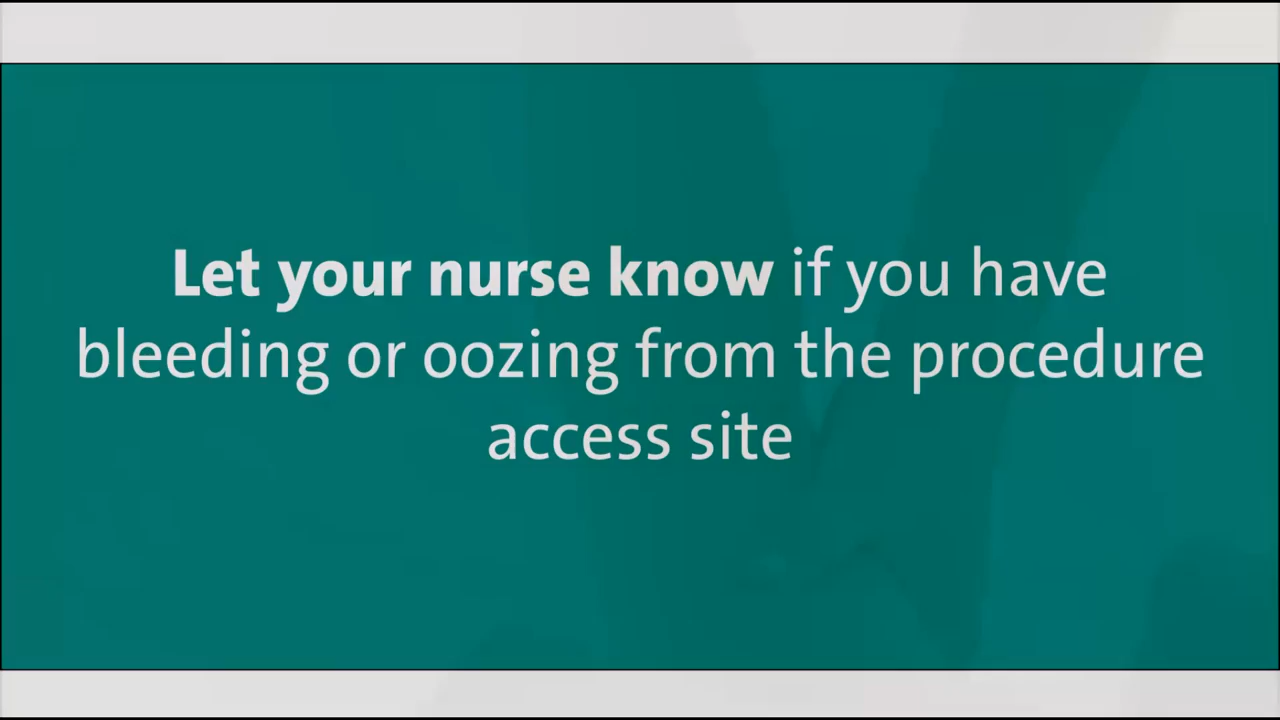 Let your nurse know if you have
bleeding or oozing from the procedure
access site